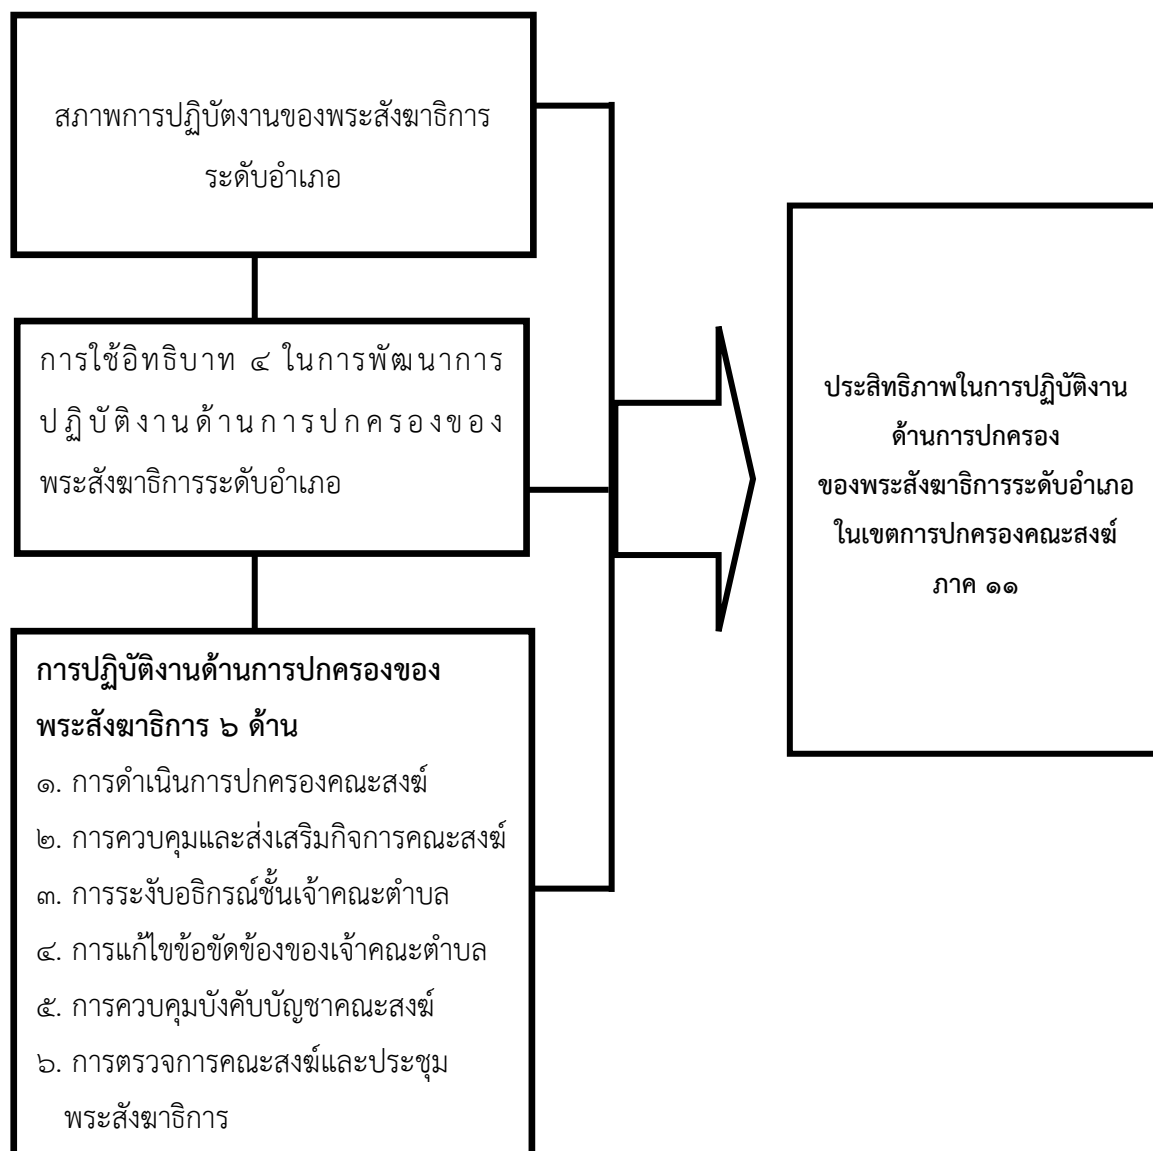 สภาพการปฏิบัตงานของพระสังฆาธิการ
ระดับอำเภอ
การใช้อิทธิบาท ๔ ในการพัฒนาการ
ปฏิบัติงานด้านการปกครองของ
พระสังฆาธิการระดับอำเภอ
การปฏิบัติงานด้านการปกครองของ
พระสังฆาธิการ ๖ ด้าน
๑. การดำเนินการปกครองคณะสงฆ์
๒. การควบคุมและส่งเสริมกิจการคณะสงฆ์
๓. การระงับอธิกรณ์ชั้นเจ้าคณะตำบล
๔. การแก้ไขข้อขัดข้องของเจ้าคณะตำบล
๕. การควบคุมบังคับบัญชาคณะสงฆ์
๖. การตรวจการคณะสงฆ์และประชุม
พระสังฆาธิการ
ประสิทธิภาพในการปฏิบัติงาน
ด้านการปกครอง
ของพระสังฆาธิการระดับอำเภอ
ในเขตการปกครองคณะสงฆ์
ภาค ๑๑